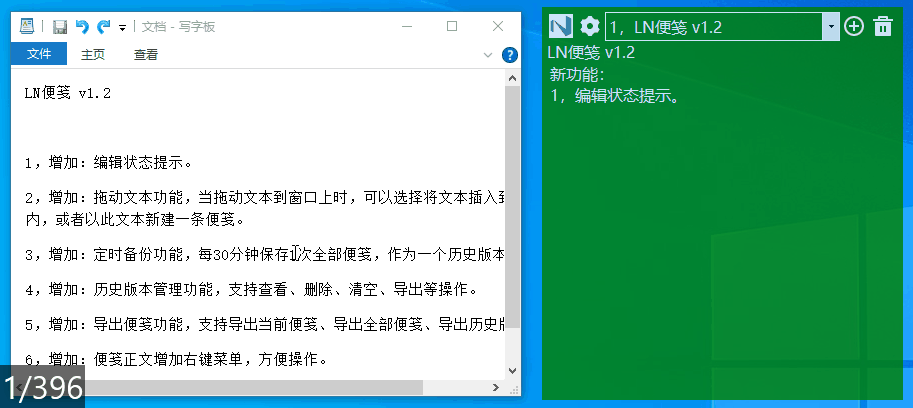 文档 - 写字板
文件 主页 查看
LN便笺 v1.2
1，增加：编辑状态提示。
2，增加：拖动文本功能，当拖动文本到窗口上时，可以选择将文本插入到
内，或者以此文本新建一条便笺。
3，增加：定时备份功能，每30分钟保存1次全部便笺，作为一个历史版本
4，增加：历史版本管理功能，支持查看、删除、清空、导出等操作。
5，增加：导出便笺功能，支持导出当前便笺、导出全部便笺、导出历史版
6，增加：便笺正文增加右键菜单，方便操作。
1/396
1，LN便笺 v1.2
LN便笺 v1.2
新功能：
1，编辑状态提示。